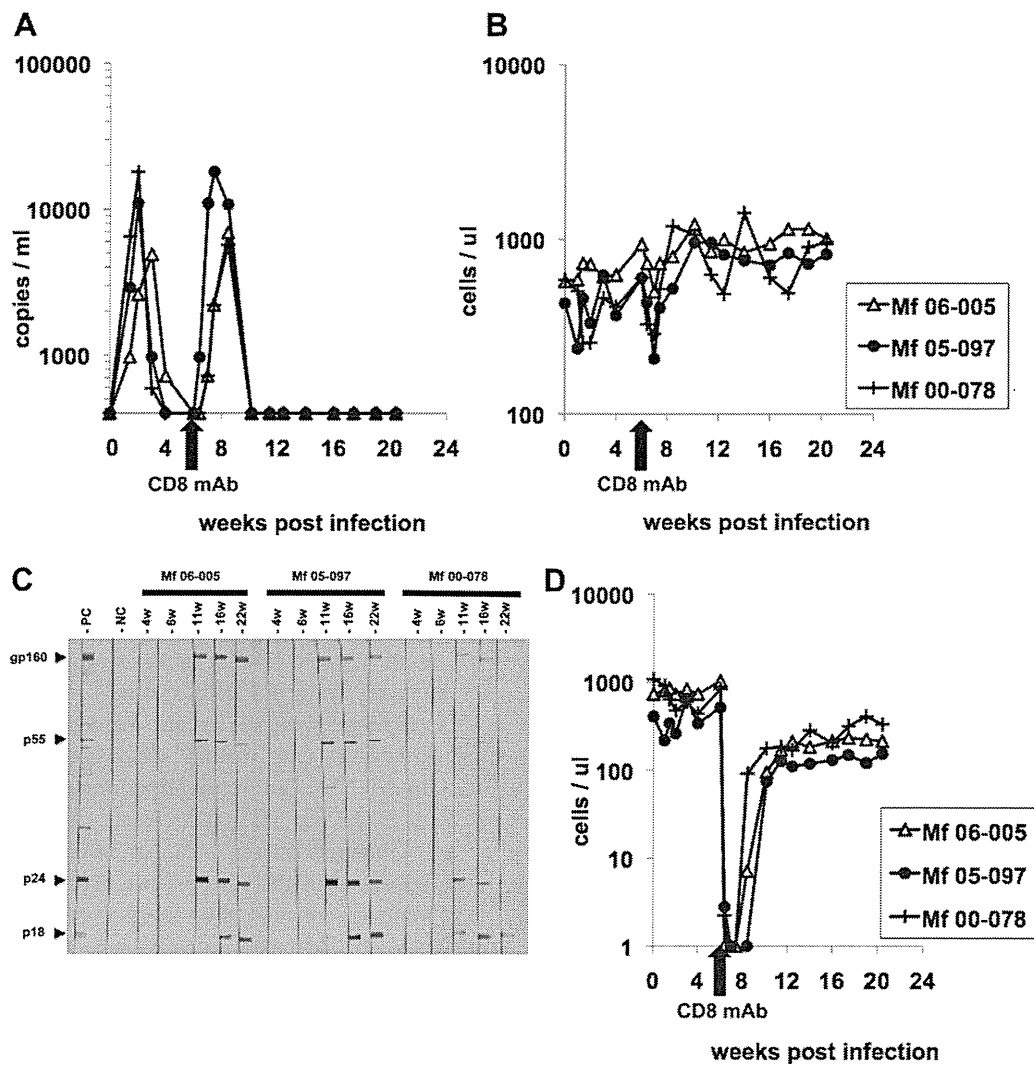 A
copies / ml
100000
10000
1000
0 4 8 12 16 20 24
CD8 mAb
weeks post infection
B
cells / ul
10000
1000
100
0 4 8 12 16 20 24
CD8 mAb
weeks post infection
Mf 06-005
Mf 05-097
Mf 00-078
C
Mf 06-005 Mf 05-097 Mf 00-078
- PC - NC - 4w - 6w - 11w - 16w - 22w - 4w - 6w - 11w - 16w - 22w - 4w - 6w - 11w - 16w - 22w
gp160
p55
p24
p18
D
cells / ul
10000
1000
100
10
1
0 4 8 12 16 20 24
CD8 mAb
weeks post infection
Mf 06-005
Mf 05-097
Mf 00-078